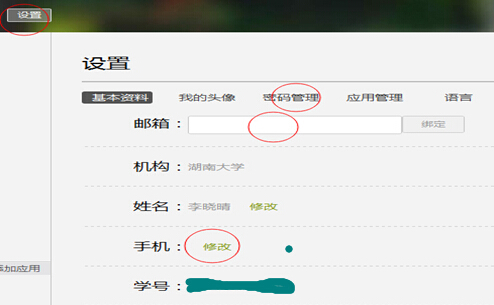 设置
设置
基本资料 我的头像 密码管理 应用管理 语言
邮箱： 绑定
机构：湖南大学
姓名：李晓晴 修改
手机： 修改
添加应用
学号：